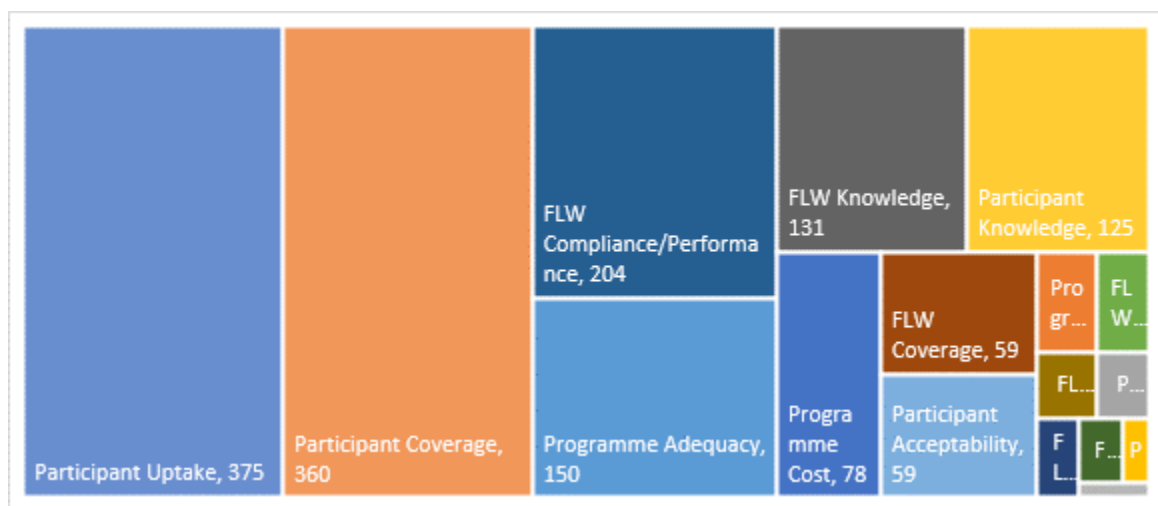 Participant Uptake, 375
Participant Coverage,
360
FLW
Compliance/Performa
nce, 204
Programme Adequacy,
150
FLW Knowledge,
131
Participant
Knowledge, 125
Progra
mme
Cost, 78
FLW
Coverage, 59
Participant
Acceptability,
59
Pro
gr...
FL
W...
FL...
P...
F
L...
F...
P